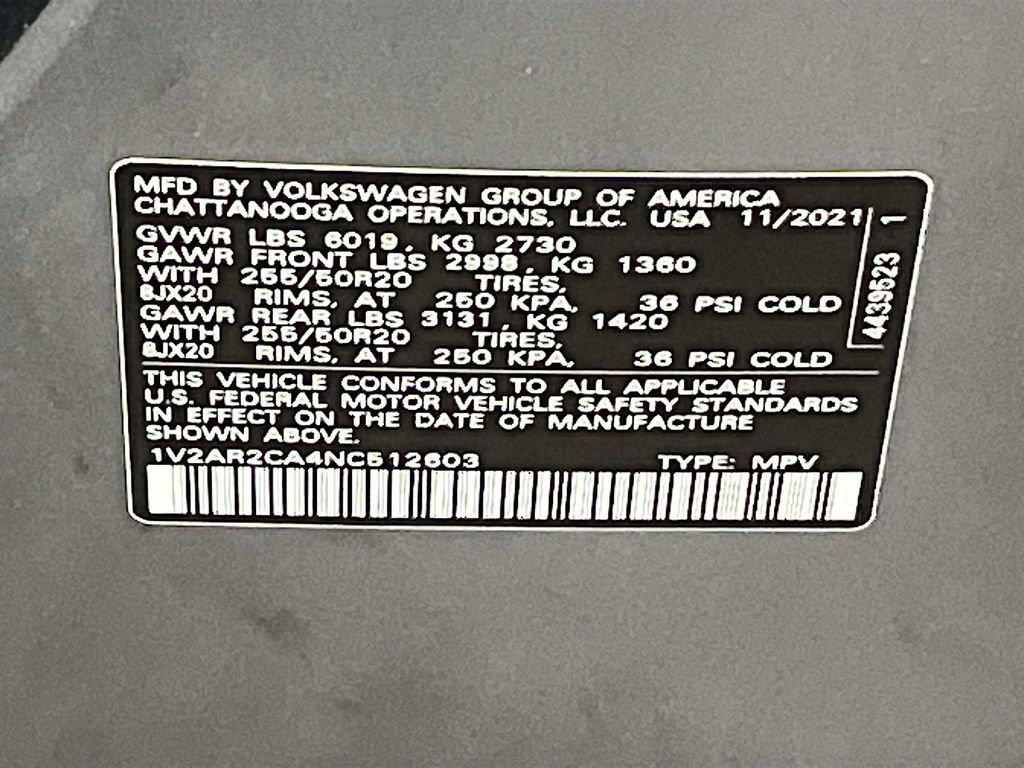 MFD BY VOLKSWAGEN GROUP OF AMERICA
CHATTANOOGA OPERATIONS, LLC. USA 11/2021
GVWR LBS 6019, KG 2730
GAWR FRONT LBS 2998, KG 1360
WITH 255/50R20 TIRES,
8JX20 RIMS, AT 250 KPA, 36 PSI COLD
GAWR REAR LBS 3131, KG 1420
WITH 255/50R20 TIRES,
8JX20 RIMS, AT 250 KPA, 36 PSI COLD
4439523 1
THIS VEHICLE CONFORMS TO ALL APPLICABLE
U.S. FEDERAL MOTOR VEHICLE SAFETY STANDARDS
IN EFFECT ON THE DATE OF MANUFACTURE
SHOWN ABOVE.
1V2AR2CA4NC512603 TYPE: MPV